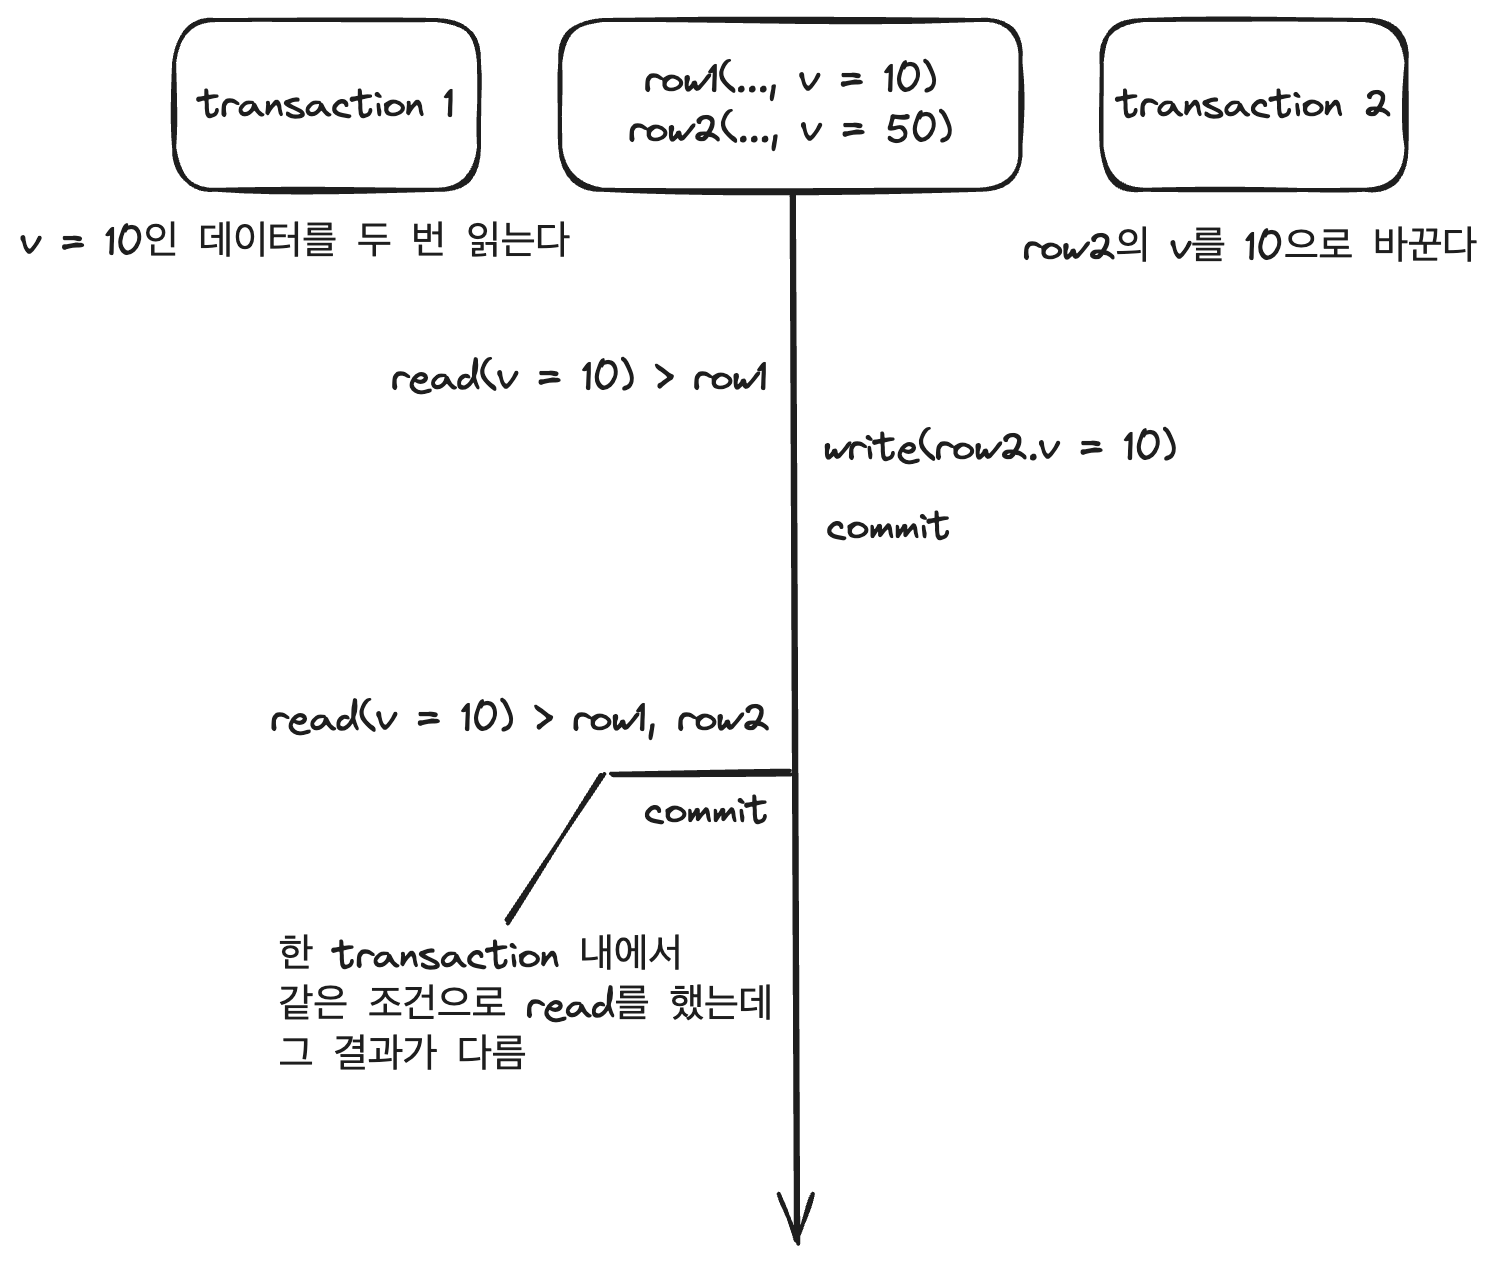 transaction 1
row1(..., v = 10)
row2(..., v = 50)
transaction 2
v = 10인 데이터를 두 번 읽는다
row2의 v를 10으로 바꾼다
read(v = 10) > row1
write(row2.v = 10)
commit
read(v = 10) > row1, row2
commit
한 transaction 내에서
같은 조건으로 read를 했는데
그 결과가 다름